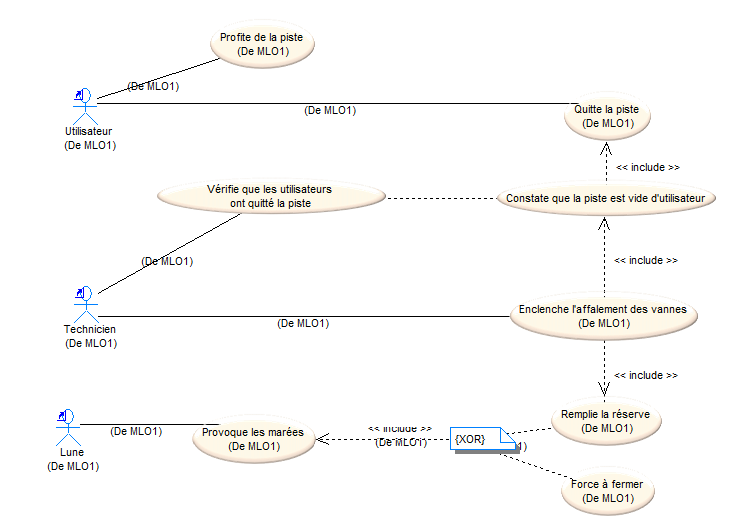 Profite de la piste
(De MLO1)
(De MLO1)
Utilisateur
(De MLO1)
(De MLO1)
Quitte la piste
(De MLO1)
<< include >>
Vérifie que les utilisateurs
ont quitté la piste
Constate que la piste est vide d'utilisateur
(De MLO1)
<< include >>
Technicien
(De MLO1)
(De MLO1)
Enclenche l'affalement des vannes
(De MLO1)
<< include >>
Lune
(De MLO1)
(De MLO1)
Provoque les marées
(De MLO1)
<< include >>
(De MLO1)
{XOR}
1)
Remplie la réserve
(De MLO1)
Force à fermer
(De MLO1)